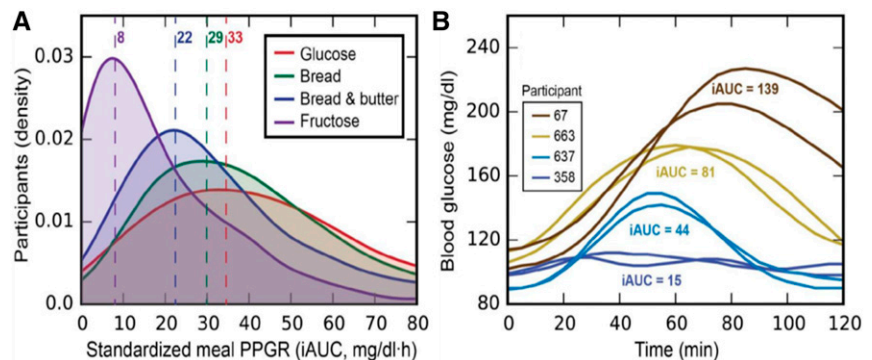 A
8
22
29
33
Glucose
Bread
Bread & butter
Fructose
0.03
0.02
0.01
0.0
Participants (density)
0 10 20 30 40 50 60 70 80
Standardized meal PPGR (iAUC, mg/dl·h)
B
240
200
160
120
80
Blood glucose (mg/dl)
Participant
67
663
637
358
iAUC = 139
iAUC = 81
iAUC = 44
iAUC = 15
0 20 40 60 80 100 120
Time (min)